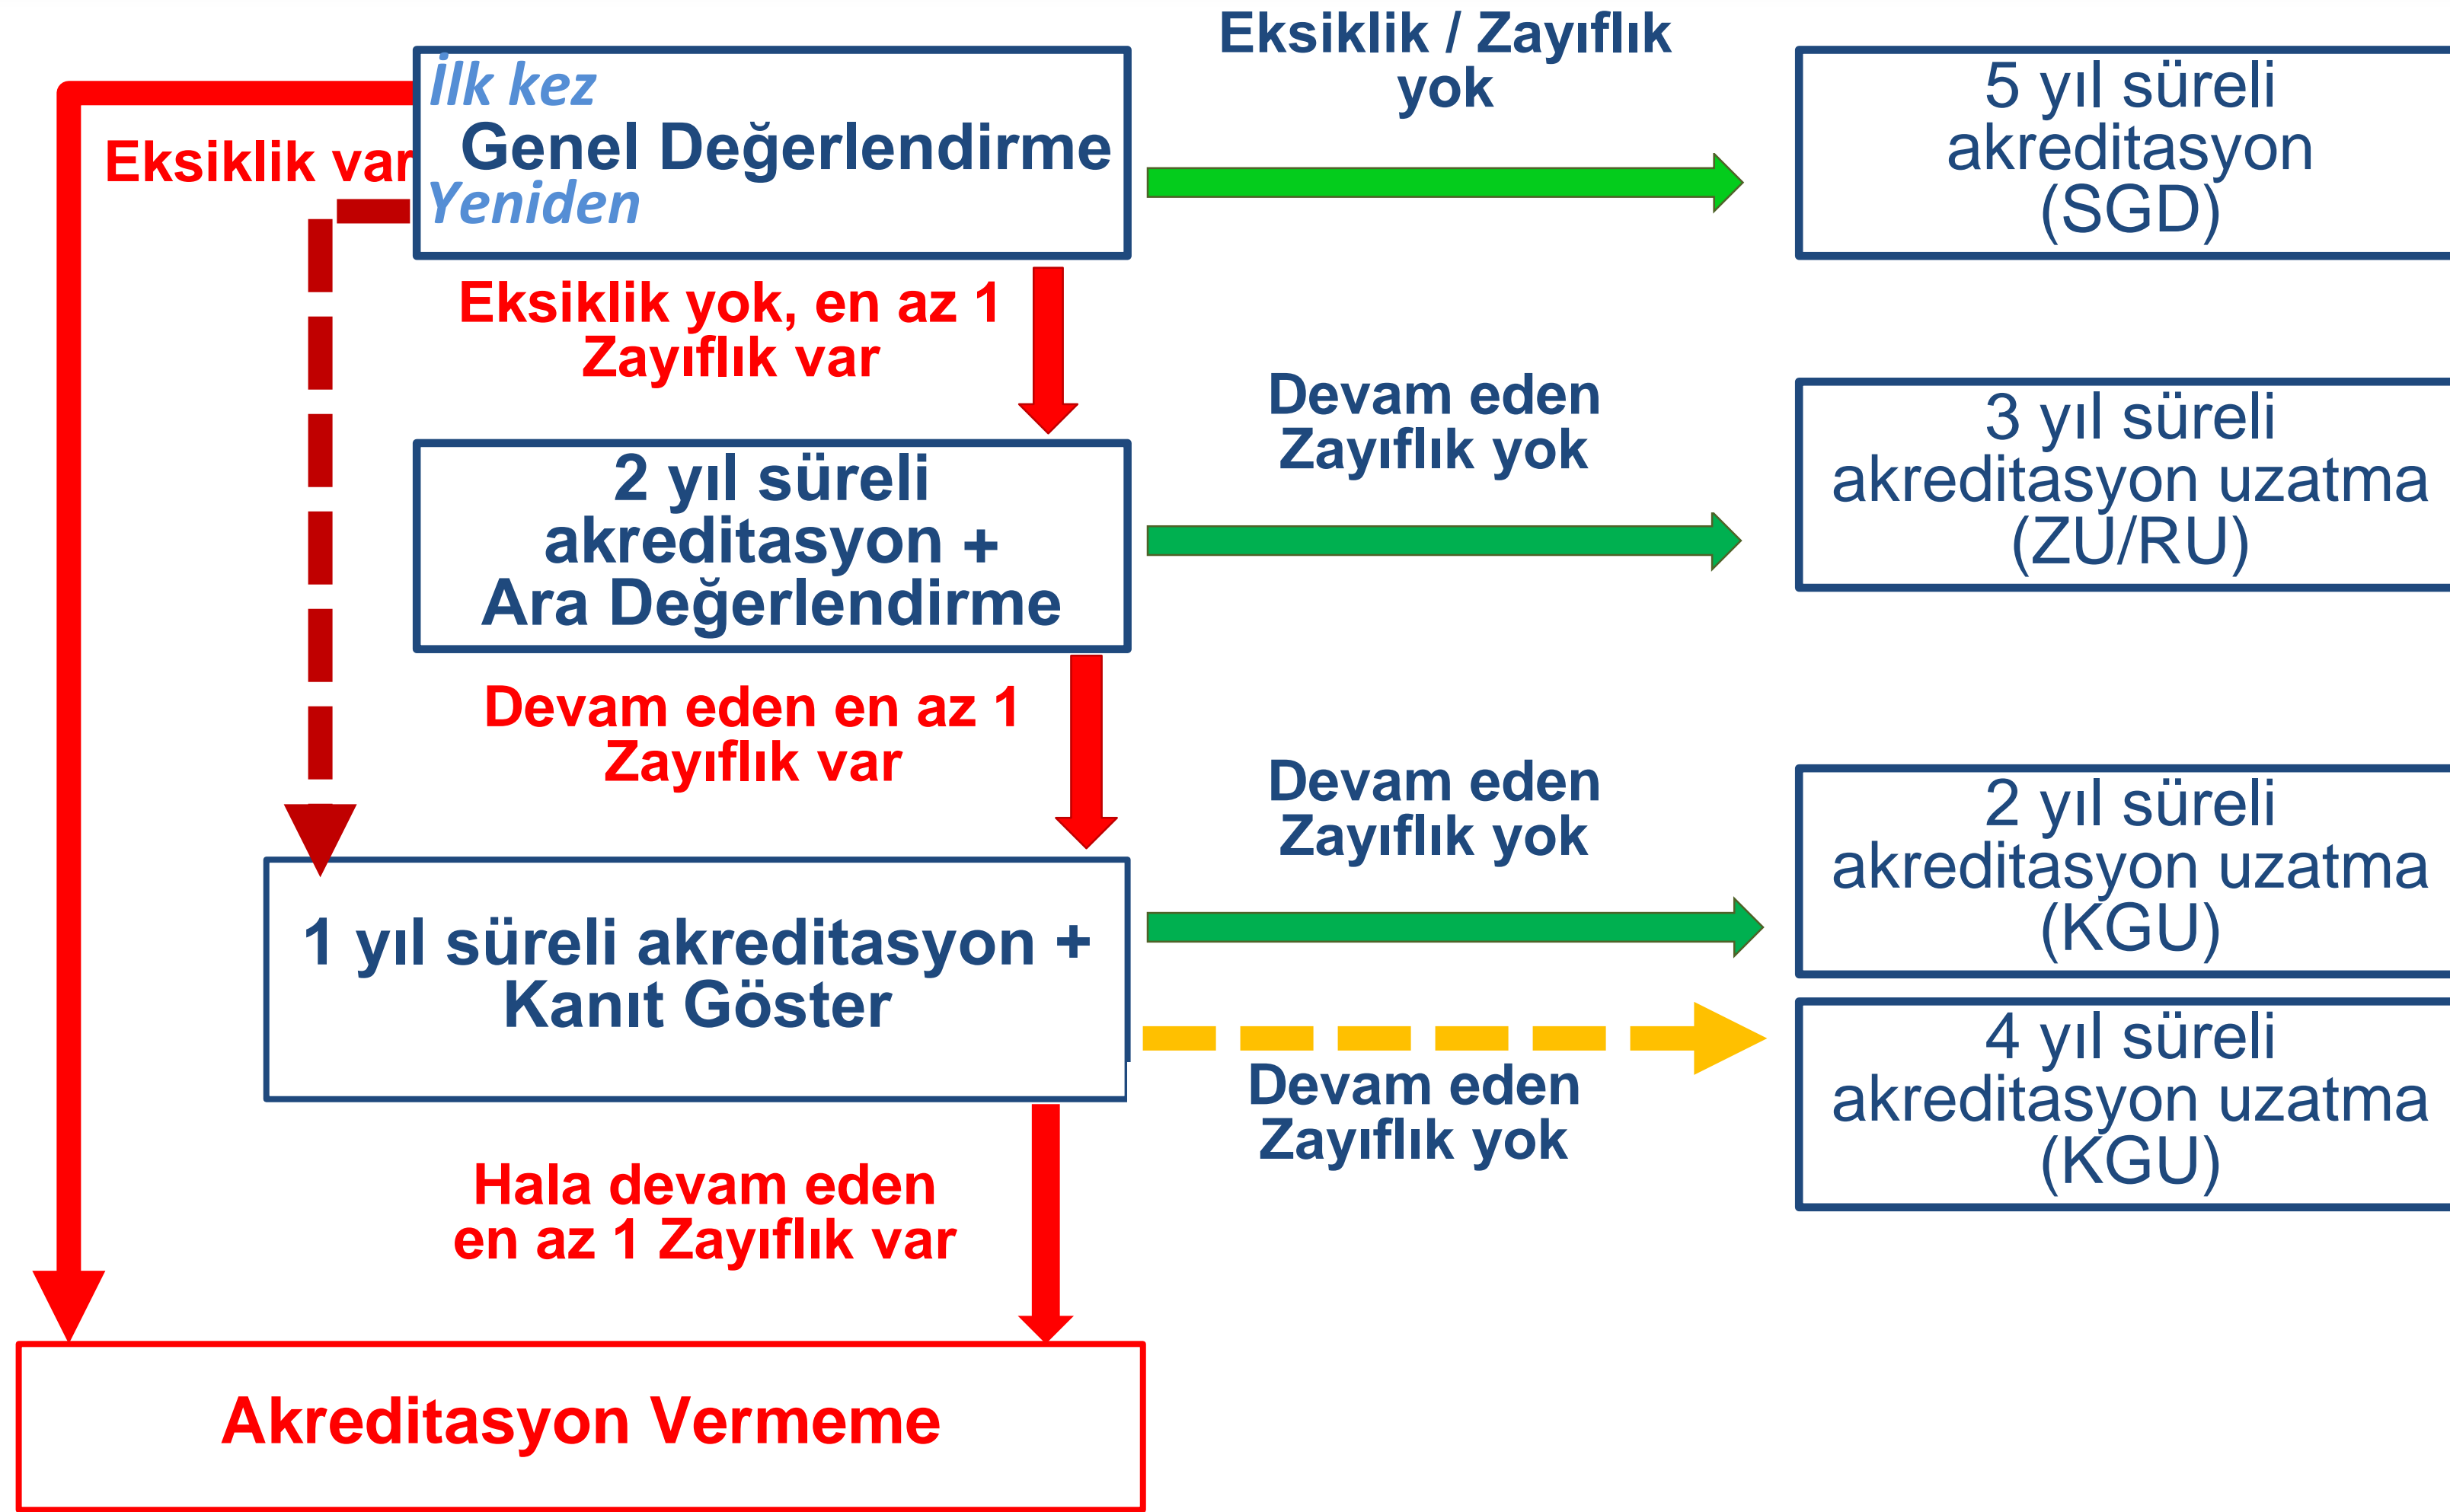 İlk kez
Genel Değerlendirme
Yeniden
Eksiklik var
Eksiklik / Zayıflık
yok
5 yıl süreli
akreditasyon
(SGD)
Eksiklik yok, en az 1
Zayıflık var
2 yıl süreli
akreditasyon +
Ara Değerlendirme
Devam eden
Zayıflık yok
3 yıl süreli
akreditasyon uzatma
(ZU/RU)
Devam eden en az 1
Zayıflık var
1 yıl süreli akreditasyon +
Kanıt Göster
Devam eden
Zayıflık yok
2 yıl süreli
akreditasyon uzatma
(KGU)
Devam eden
Zayıflık yok
4 yıl süreli
akreditasyon uzatma
(KGU)
Hala devam eden
en az 1 Zayıflık var
Akreditasyon Vermeme